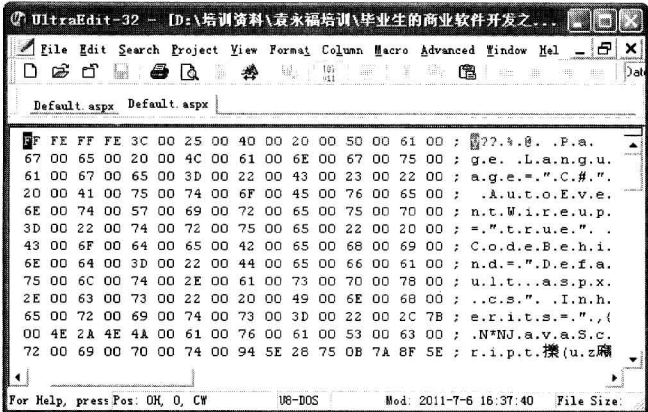 UltraEdit-32 - [D:\培训资料\袁永福培训\毕业生的商业软件开发之...
File Edit Search Project View Format Column Macro Advanced Window Hel
Default.aspx Default.aspx
FF FE FF FE 3C 00 25 00 40 00 20 00 50 00 61 00 ; ??.%.@. .P.a.
67 00 65 00 20 00 4C 00 61 00 6E 00 67 00 75 00 ; g.e. .L.a.n.g.u.
61 00 67 00 65 00 3D 00 22 00 43 00 23 00 22 00 ; a.g.e.=.".C.#.".
20 00 41 00 75 00 74 00 6F 00 45 00 76 00 65 00 ; .A.u.t.o.E.v.e.
6E 00 74 00 57 00 69 00 72 00 65 00 75 00 70 00 ; n.t.W.i.r.e.u.p.
3D 00 22 00 74 00 72 00 75 00 65 00 22 00 20 00 ; =.".t.r.u.e.". .
43 00 6F 00 64 00 65 00 42 00 65 00 68 00 69 00 ; C.o.d.e.B.e.h.i.
6E 00 64 00 3D 00 22 00 44 00 65 00 66 00 61 00 ; n.d.=.".D.e.f.a.
75 00 6C 00 74 00 2E 00 61 00 73 00 70 00 78 00 ; u.l.t...a.s.p.x.
2E 00 63 00 73 00 22 00 20 00 49 00 6E 00 68 00 ; ..c.s.". .I.n.h.
65 00 72 00 69 00 74 00 73 00 3D 00 22 00 2C 7B ; e.r.i.t.s.=.".,{
00 4E 2A 4E 4A 00 61 00 76 00 61 00 53 00 63 00 ; .N*NJ.a.v.a.S.c.
72 00 69 00 70 00 74 00 94 5E 28 75 0B 7A 8F 5E ; r.i.p.t.擽(u.z廭
For Help, press Pos: 0H, 0, CW U8-DOS Mod: 2011-7-6 16:37:40 File Size: